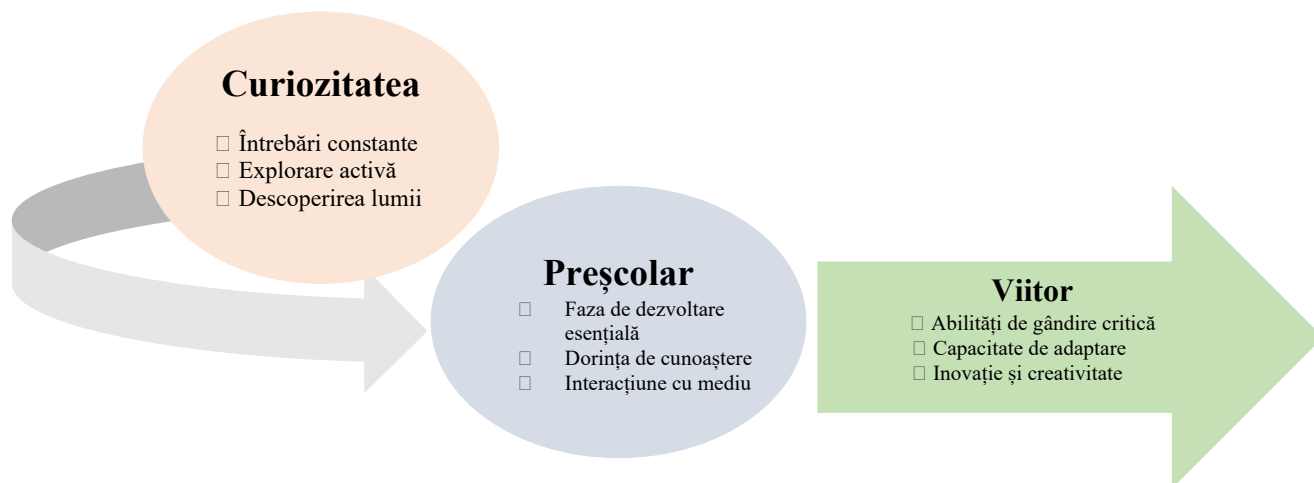 Curiozitatea
□ Întrebări constante
□ Explorare activă
□ Descoperirea lumii
Preșcolar
□ Faza de dezvoltare
esențială
□ Dorința de cunoaștere
□ Interacțiune cu mediu
Viitor
□ Abilități de gândire critică
□ Capacitate de adaptare
□ Inovație și creativitate